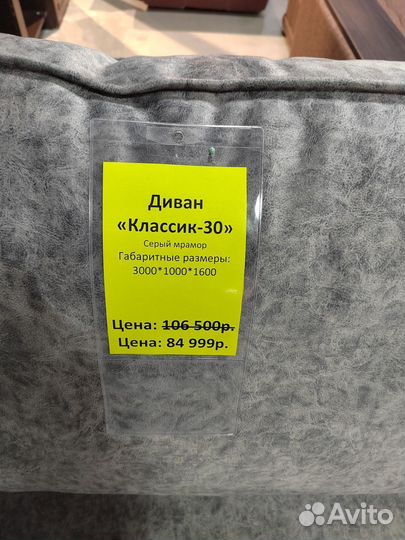 Диван
«Классик-30»
Серый мрамор
Габаритные размеры:
3000*1000*1600
Цена: 106 500р.
Цена: 84 999р.
Avito